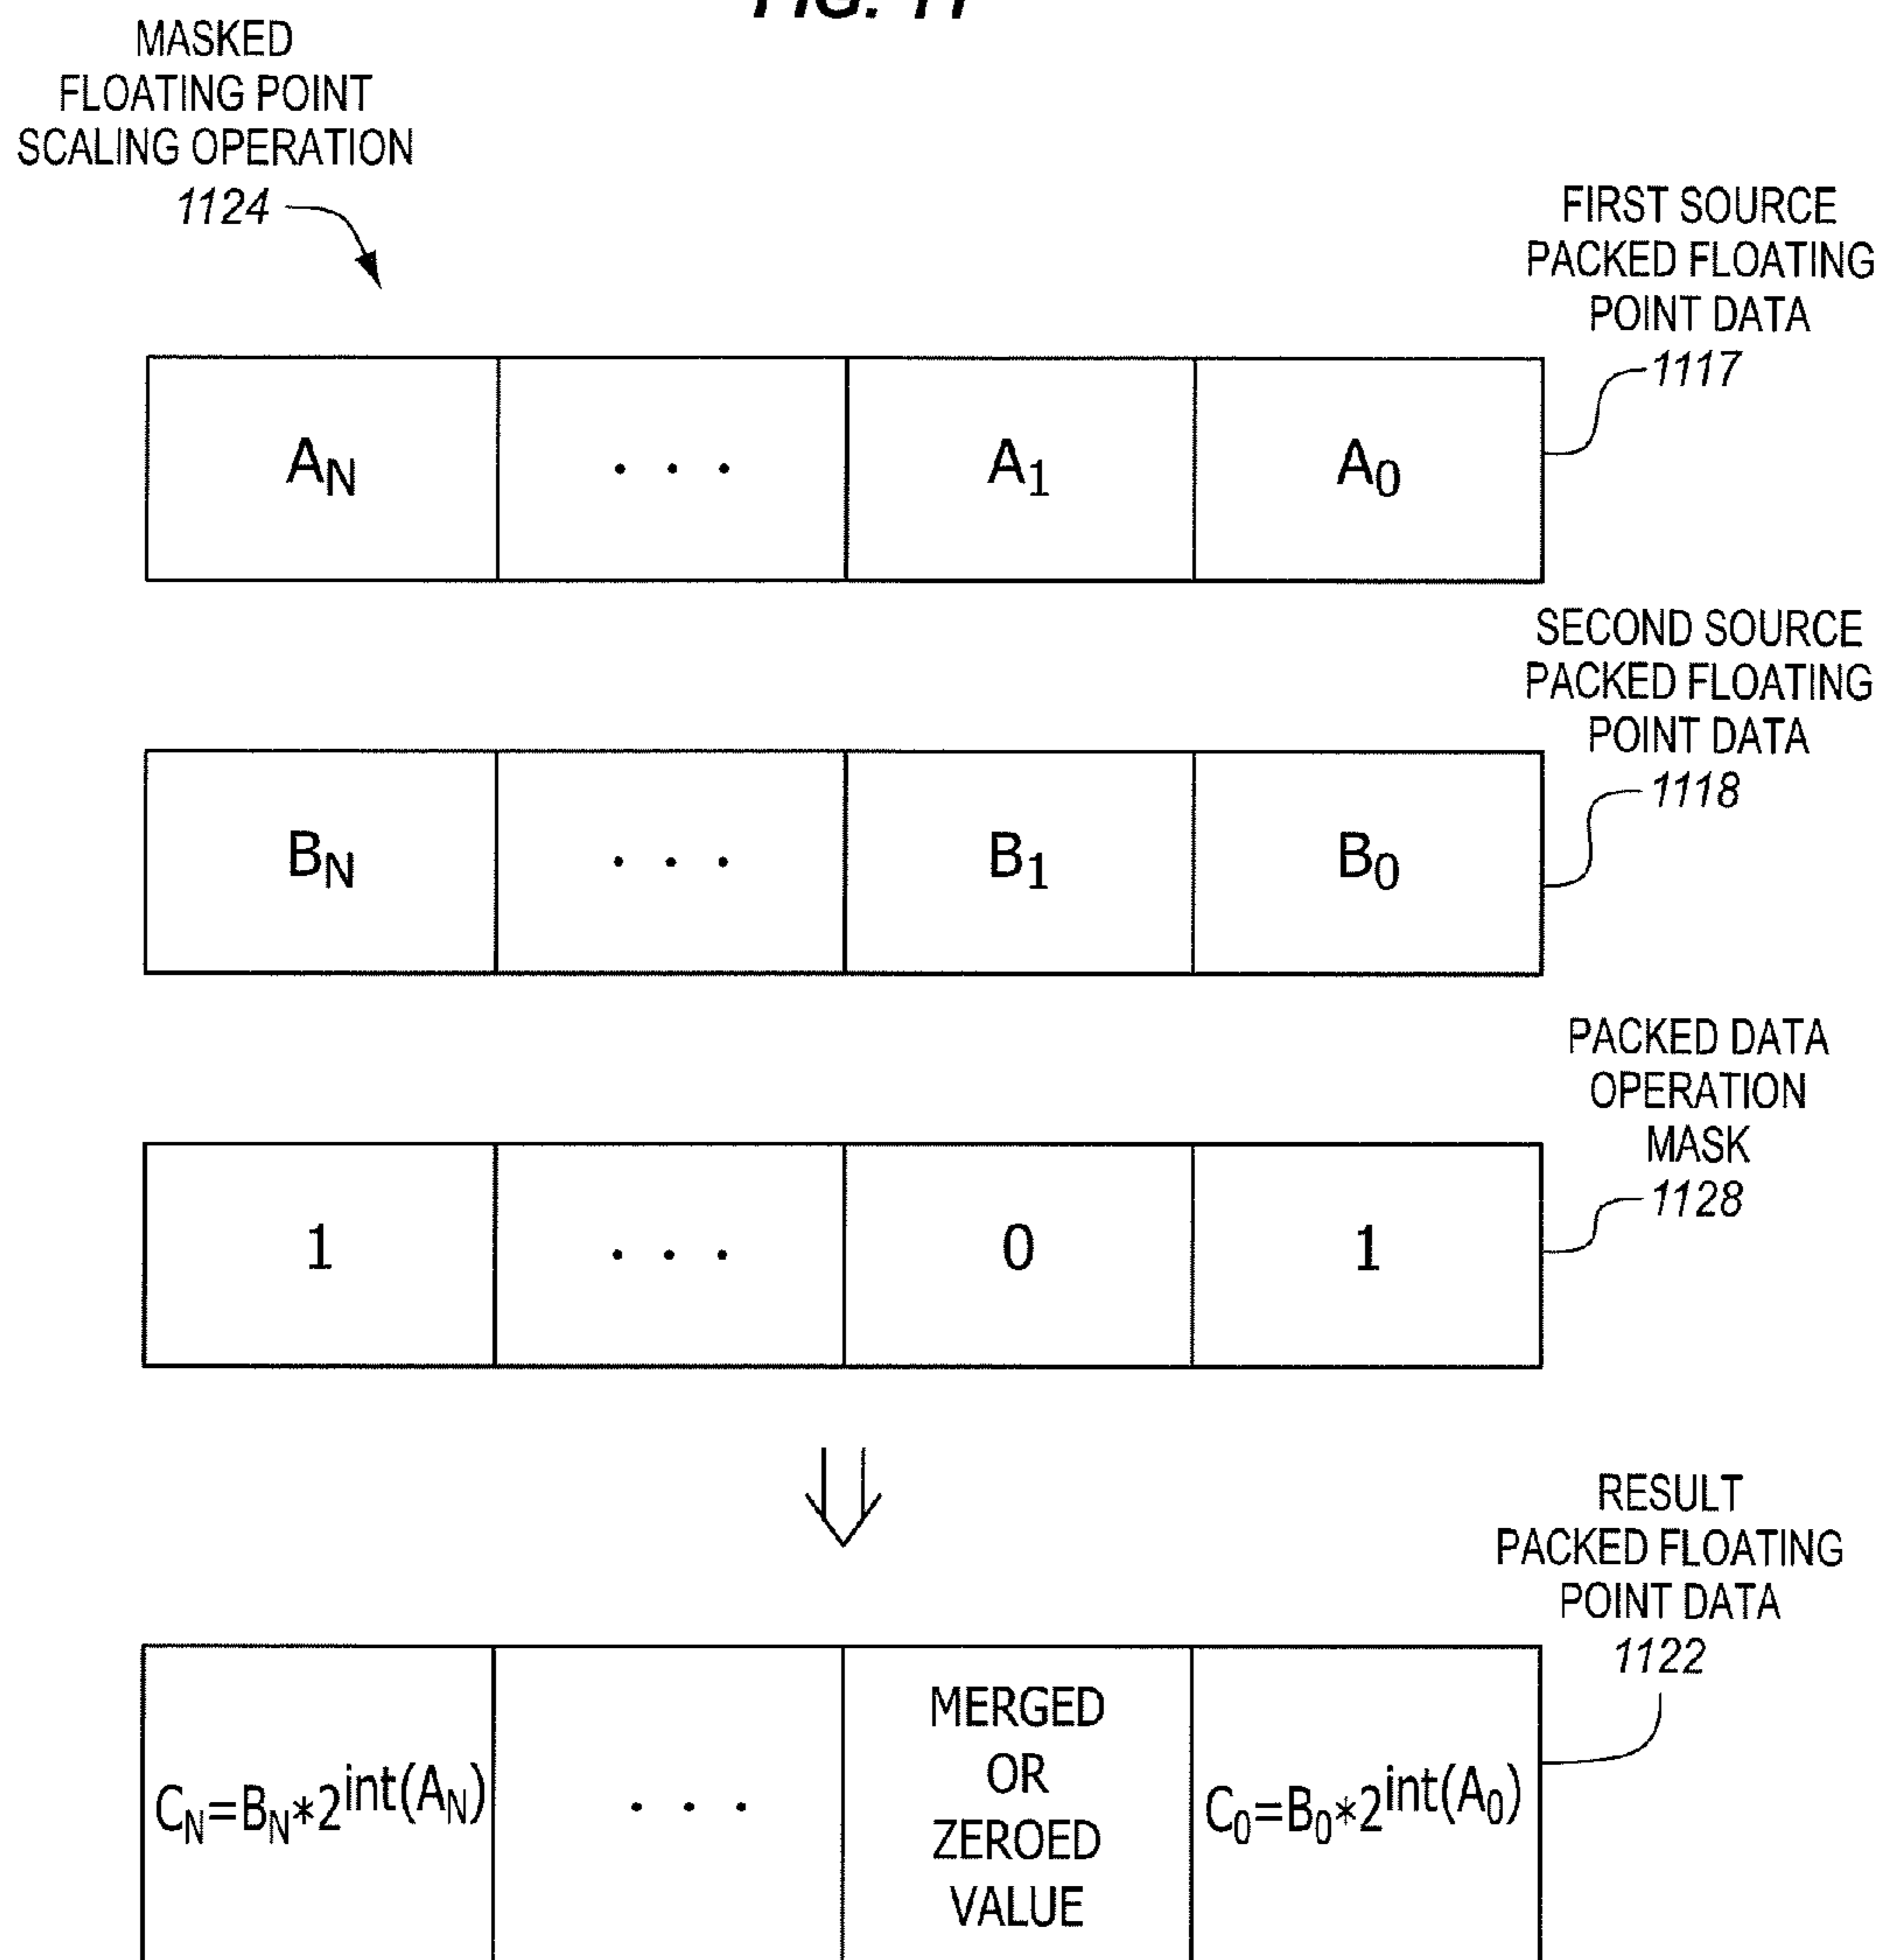 FIG. 11
MASKED
FLOATING POINT
SCALING OPERATION
1124
FIRST SOURCE
PACKED FLOATING
POINT DATA
1117
A_N ... A_1 A_0
SECOND SOURCE
PACKED FLOATING
POINT DATA
1118
B_N ... B_1 B_0
PACKED DATA
OPERATION
MASK
1128
1 ... 0 1
RESULT
PACKED FLOATING
POINT DATA
1122
C_N=B_N*2^int(A_N)
...
MERGED
OR
ZEROED
VALUE
C_0=B_0*2^int(A_0)